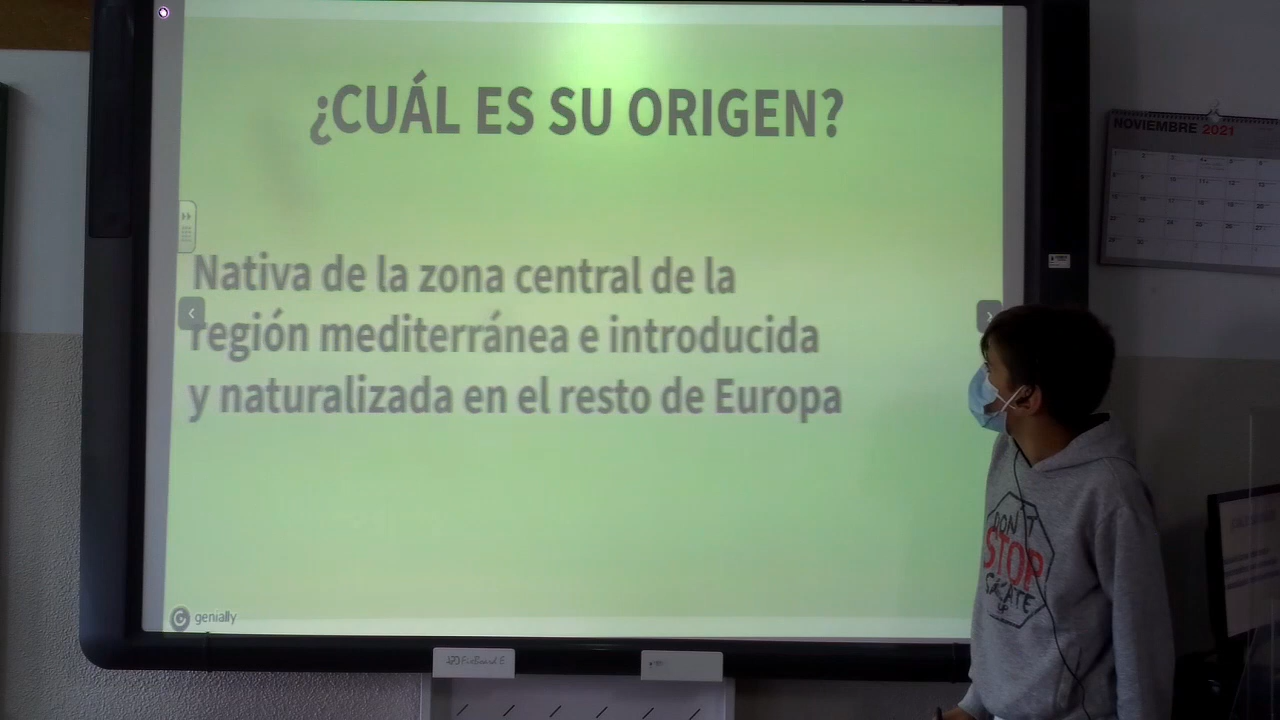 ¿CUÁL ES SU ORIGEN?
Nativa de la zona central de la
región mediterránea e introducida
y naturalizada en el resto de Europa
genially
NOVIEMBRE 2021
DON'T
STOP
SKATE